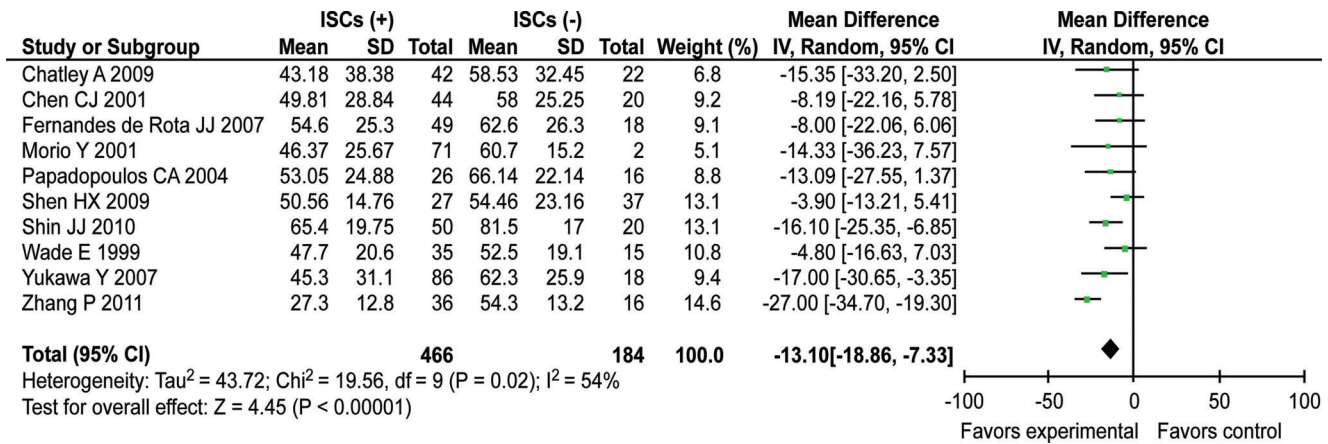 ISCs (+) ISCs (-) Mean Difference Mean Difference
Study or Subgroup Mean SD Total Mean SD Total Weight (%) IV, Random, 95% CI IV, Random, 95% CI
Chatley A 2009 43.18 38.38 42 58.53 32.45 22 6.8 -15.35 [-33.20, 2.50]
Chen CJ 2001 49.81 28.84 44 58 25.25 20 9.2 -8.19 [-22.16, 5.78]
Fernandes de Rota JJ 2007 54.6 25.3 49 62.6 26.3 18 9.1 -8.00 [-22.06, 6.06]
Morio Y 2001 46.37 25.67 71 60.7 15.2 2 5.1 -14.33 [-36.23, 7.57]
Papadopoulos CA 2004 53.05 24.88 26 66.14 22.14 16 8.8 -13.09 [-27.55, 1.37]
Shen HX 2009 50.56 14.76 27 54.46 23.16 37 13.1 -3.90 [-13.21, 5.41]
Shin JJ 2010 65.4 19.75 50 81.5 17 20 13.1 -16.10 [-25.35, -6.85]
Wade E 1999 47.7 20.6 35 52.5 19.1 15 10.8 -4.80 [-16.63, 7.03]
Yukawa Y 2007 45.3 31.1 86 62.3 25.9 18 9.4 -17.00 [-30.65, -3.35]
Zhang P 2011 27.3 12.8 36 54.3 13.2 16 14.6 -27.00 [-34.70, -19.30]
Total (95% CI) 466 184 100.0 -13.10[-18.86, -7.33]
Heterogeneity: Tau² = 43.72; Chi² = 19.56, df = 9 (P = 0.02); I² = 54%
Test for overall effect: Z = 4.45 (P < 0.00001)
-100 -50 0 50 100
Favors experimental Favors control